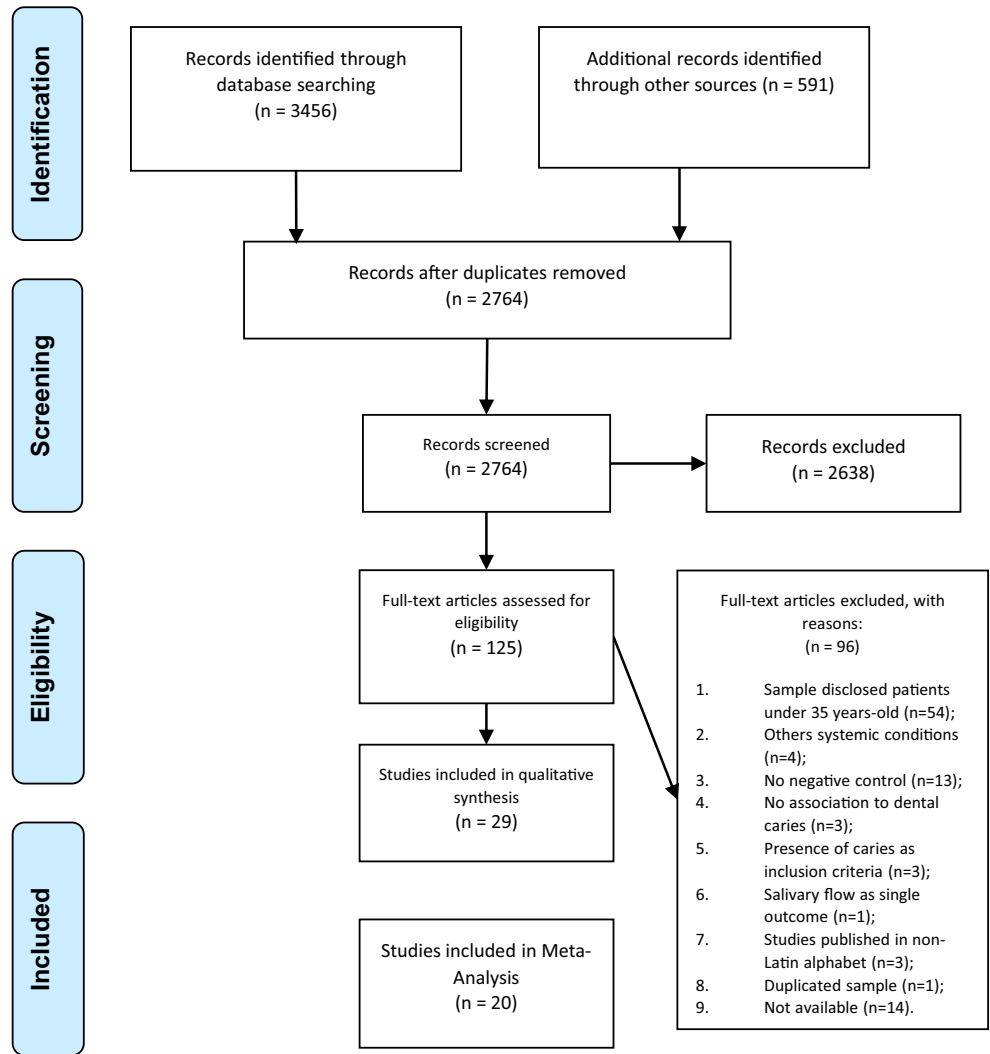 Identification
Records identified through
database searching
(n = 3456)
Additional records identified
through other sources (n = 591)
Records after duplicates removed
(n = 2764)
Screening
Records screened
(n = 2764)
Records excluded
(n = 2638)
Eligibility
Full-text articles assessed for
eligibility
(n = 125)
Full-text articles excluded, with
reasons:
(n = 96)
1. Sample disclosed patients
under 35 years-old (n=54);
2. Others systemic conditions
(n=4);
3. No negative control (n=13);
4. No association to dental
caries (n=3);
5. Presence of caries as
inclusion criteria (n=3);
6. Salivary flow as single
outcome (n=1);
7. Studies published in non-
Latin alphabet (n=3);
8. Duplicated sample (n=1);
9. Not available (n=14).
Studies included in qualitative
synthesis
(n = 29)
Included
Studies included in Meta-
Analysis
(n = 20)